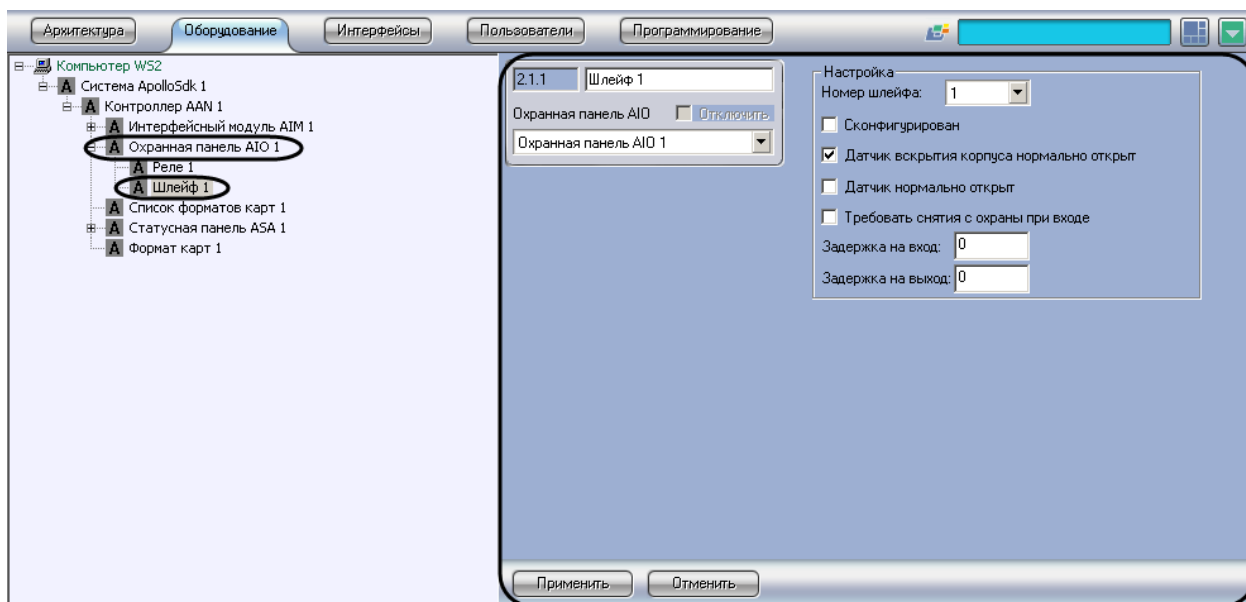 Архитектура Оборудование Интерфейсы Пользователи Программирование
Компьютер WS2
Система ApolloSdk 1
Контроллер AAN 1
Интерфейсный модуль AIM 1
Охранная панель AIO 1
Реле 1
Шлейф 1
Список форматов карт 1
Статусная панель ASA 1
Формат карт 1
2.1.1 Шлейф 1
Охранная панель AIO Отключить
Охранная панель AIO 1
Настройка
Номер шлейфа: 1
Сконфигурирован
Датчик вскрытия корпуса нормально открыт
Датчик нормально открыт
Требовать снятия с охраны при входе
Задержка на вход: 0
Задержка на выход: 0
Применить Отменить